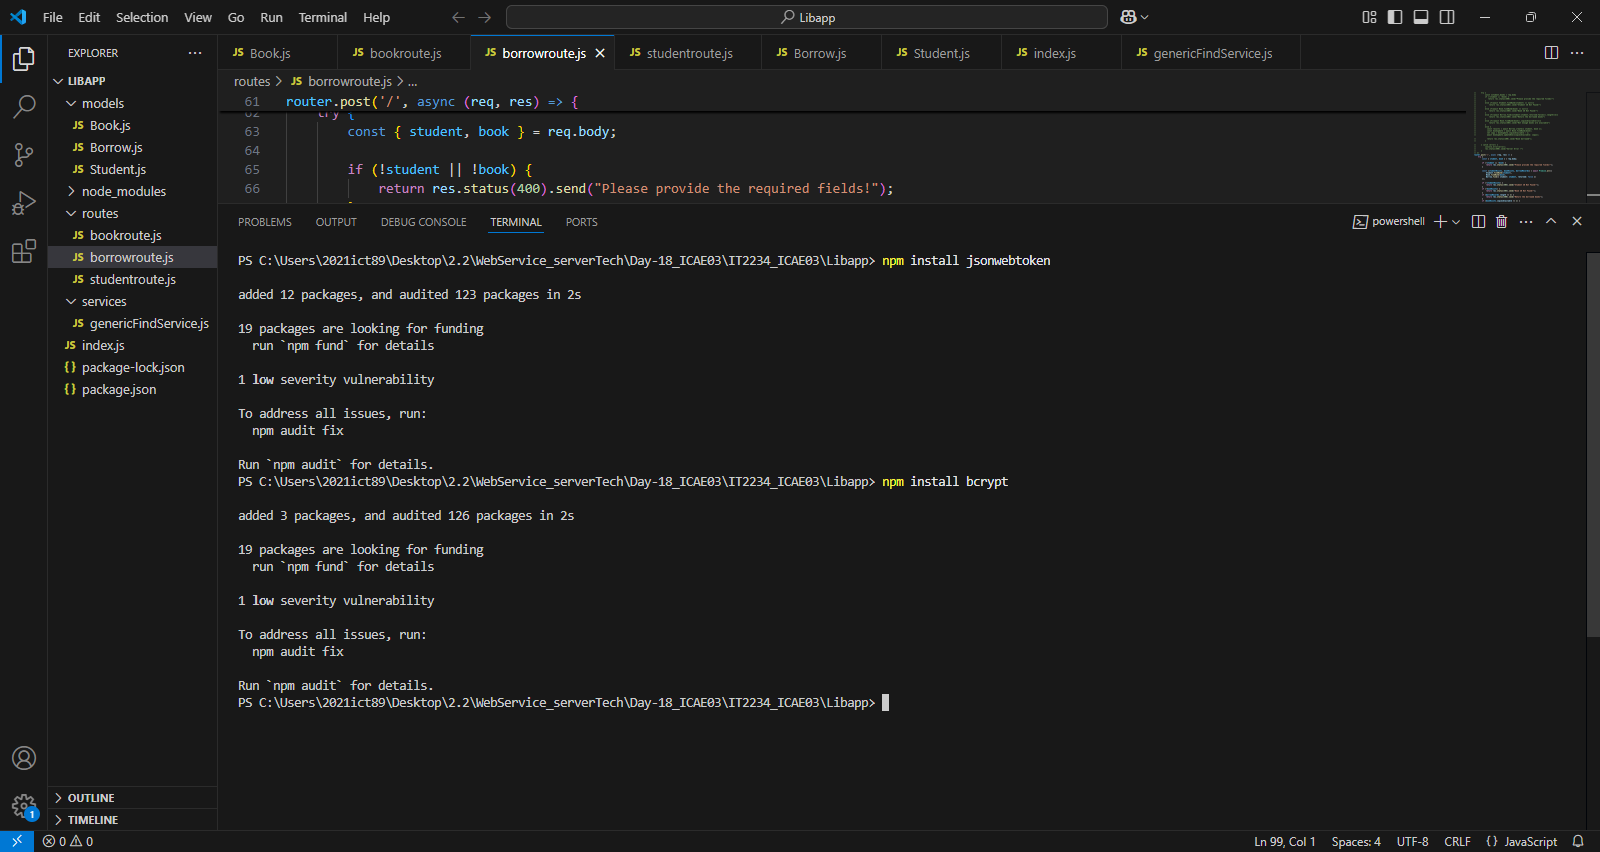 File Edit Selection View Go Run Terminal Help
Libapp
EXPLORER
LIBAPP
models
JS Book.js
JS Borrow.js
JS Student.js
node_modules
routes
JS bookroute.js
JS borrowroute.js
JS studentroute.js
services
JS genericFindService.js
JS index.js
{} package-lock.json
{} package.json
OUTLINE
TIMELINE
JS Book.js JS bookroute.js JS borrowroute.js JS studentroute.js JS Borrow.js JS Student.js JS index.js JS genericFindService.js
routes > JS borrowroute.js > ...
61 router.post('/', async (req, res) => {
62 try {
63 const { student, book } = req.body;
64
65 if (!student || !book) {
66 return res.status(400).send("Please provide the required fields!");
PROBLEMS OUTPUT DEBUG CONSOLE TERMINAL PORTS
powershell
PS C:\Users\2021ict89\Desktop\2.2\WebService_serverTech\Day-18_ICAE03\IT2234_ICAE03\Libapp> npm install jsonwebtoken
added 12 packages, and audited 123 packages in 2s
19 packages are looking for funding
run `npm fund` for details
1 low severity vulnerability
To address all issues, run:
npm audit fix
Run `npm audit` for details.
PS C:\Users\2021ict89\Desktop\2.2\WebService_serverTech\Day-18_ICAE03\IT2234_ICAE03\Libapp> npm install bcrypt
added 3 packages, and audited 126 packages in 2s
19 packages are looking for funding
run `npm fund` for details
1 low severity vulnerability
To address all issues, run:
npm audit fix
Run `npm audit` for details.
PS C:\Users\2021ict89\Desktop\2.2\WebService_serverTech\Day-18_ICAE03\IT2234_ICAE03\Libapp>
1
0 0
Ln 99, Col 1 Spaces: 4 UTF-8 CRLF {} JavaScript